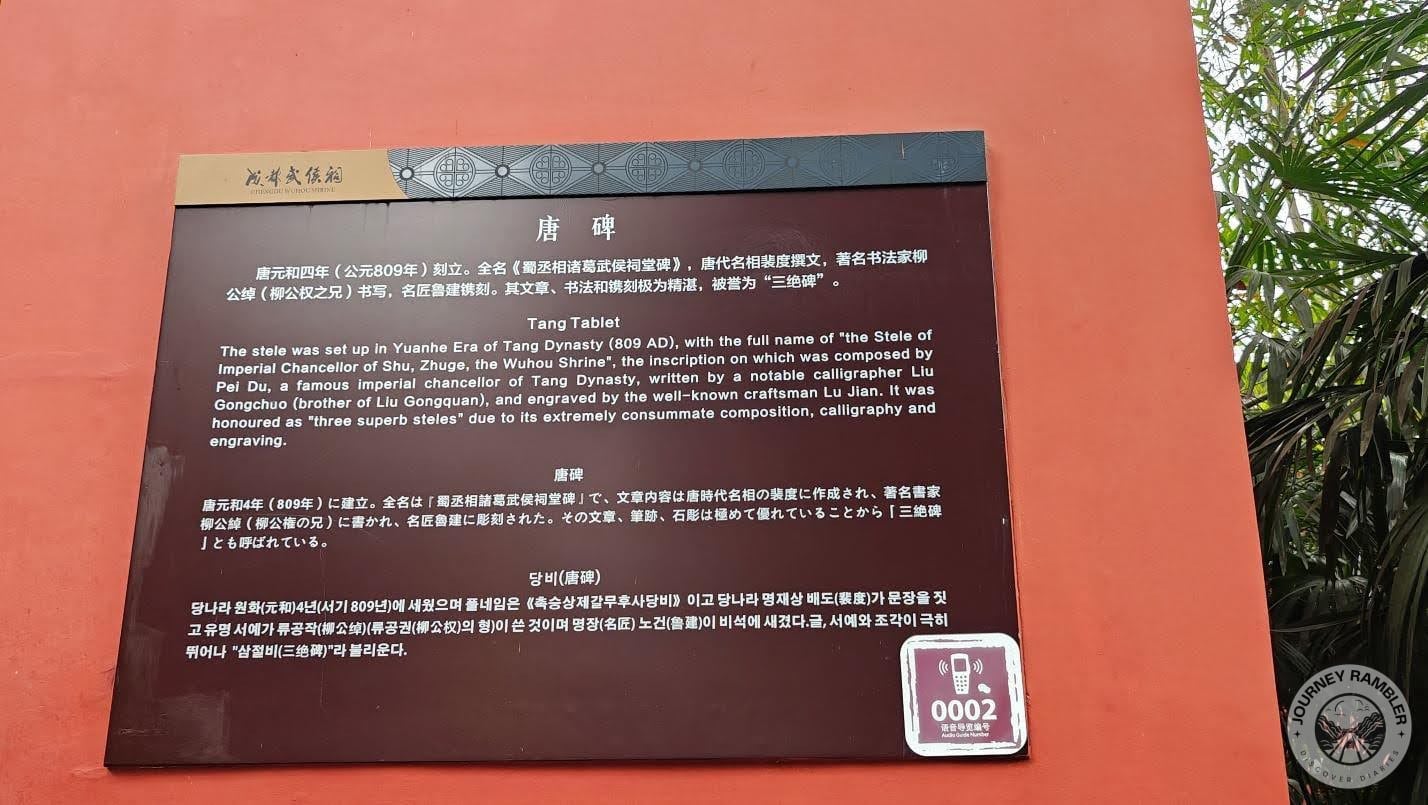 成都武侯祠
CHENGDU WUHOU SHRINE
唐碑
唐元和四年（公元809年）刻立。全名《蜀丞相诸葛武侯祠堂碑》，唐代名相裴度撰文，著名书法家柳
公绰（柳公权之兄）书写，名匠鲁建镌刻。其文章、书法和镌刻极为精湛，被誉为“三绝碑”。
Tang Tablet
The stele was set up in Yuanhe Era of Tang Dynasty (809 AD), with the full name of "the Stele of
Imperial Chancellor of Shu, Zhuge, the Wuhou Shrine", the inscription on which was composed by
Pei Du, a famous imperial chancellor of Tang Dynasty, written by a notable calligrapher Liu
Gongchuo (brother of Liu Gongquan), and engraved by the well-known craftsman Lu Jian. It was
honoured as "three superb steles" due to its extremely consummate composition, calligraphy and
engraving.
唐碑
唐元和4年（809年）に建立。全名は「蜀丞相諸葛武侯祠堂碑」で、文章内容は唐時代名相の裴度に作成され、著名書家
柳公綽（柳公権の兄）に書かれ、名匠魯建に彫刻された。その文章、筆跡、石彫は極めて優れていることから「三絶碑
」とも呼ばれている。
당비(唐碑)
당나라 원화(元和)4년(서기 809년)에 세웠으며 풀네임은《촉승상제갈무후사당비》이고 당나라 명재상 배도(裴度)가 문장을 짓
고 유명 서예가 류공작(柳公绰)(류공권(柳公权)의 형)이 쓴 것이며 명장(名匠) 노건(鲁建)이 비석에 새겼다.글, 서예와 조각이 극히
뛰어나 "삼절비(三绝碑)"라 불리운다.
0002
语音导览编号
Audio Guide Number
JOURNEY RAMBLER
DISCOVER DIARIES